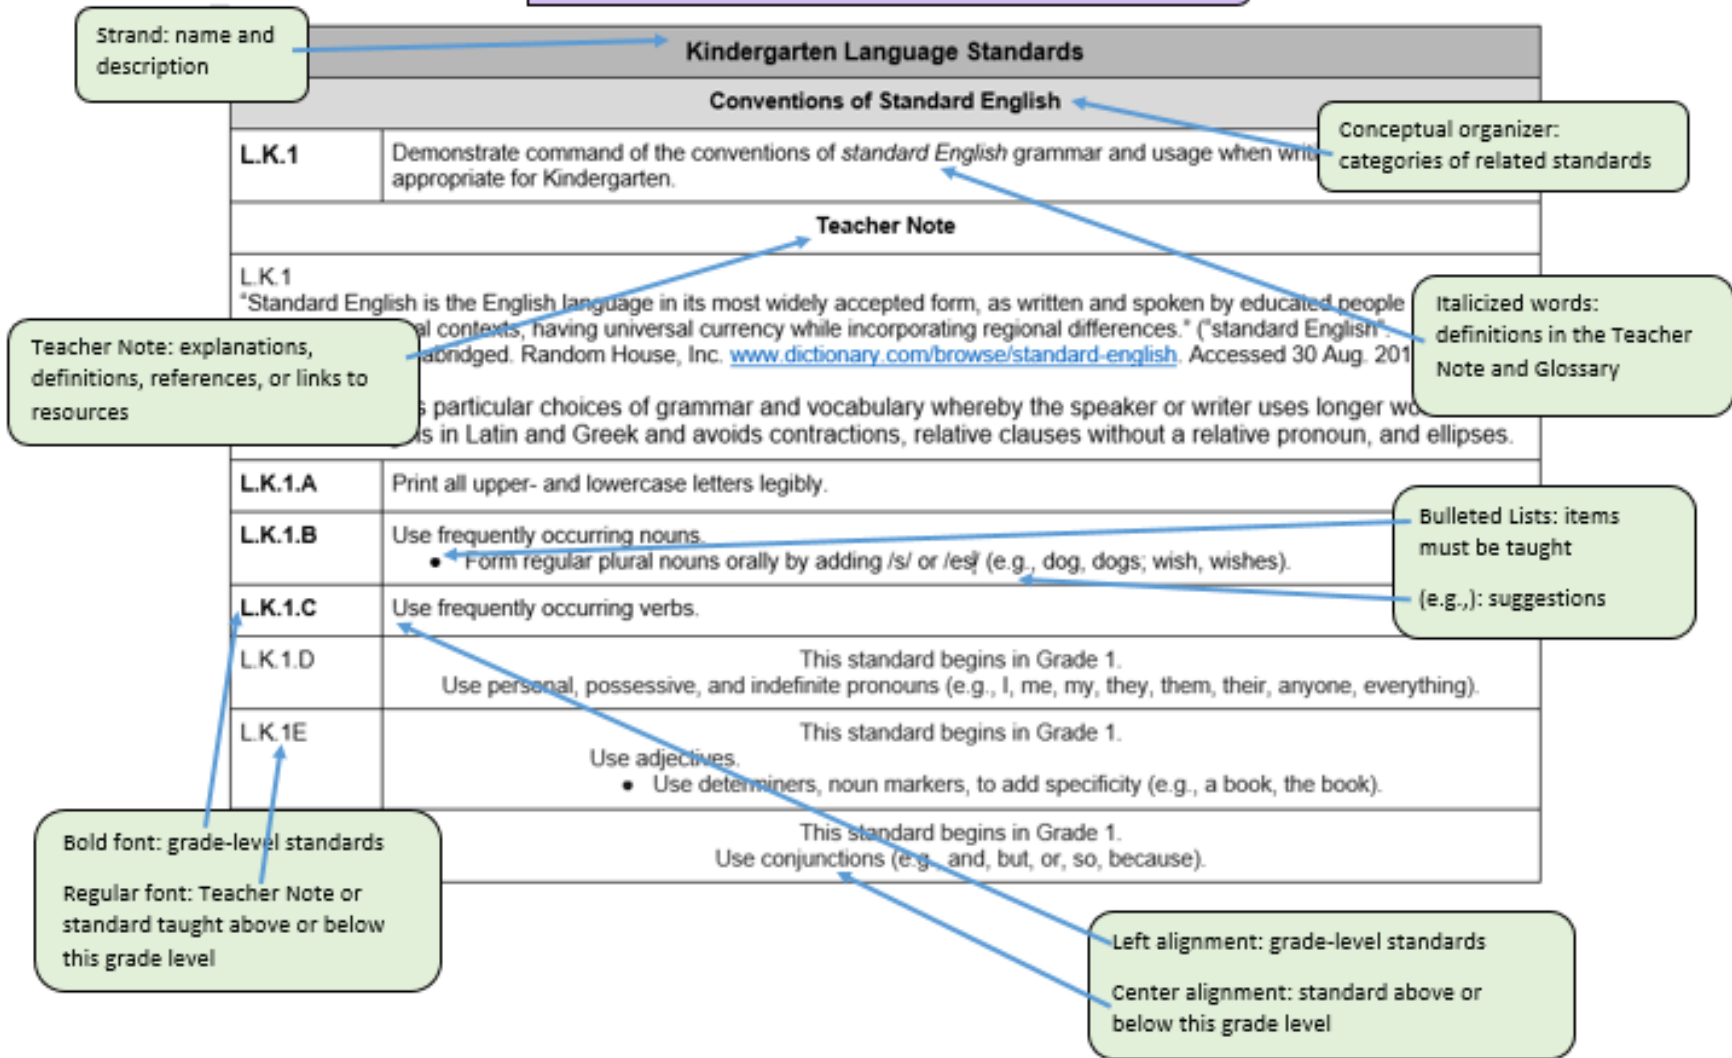 Strand: name and
description
Kindergarten Language Standards
Conventions of Standard English
Conceptual organizer:
categories of related standards
L.K.1
Demonstrate command of the conventions of standard English grammar and usage when
appropriate for Kindergarten.
Teacher Note
L.K.1
"Standard English is the English language in its most widely accepted form, as written and spoken by educated people
contexts, having universal currency while incorporating regional differences." ("standard English".
Random House, Inc. www.dictionary.com/browse/standard-english. Accessed 30 Aug.
Italicized words:
definitions in the Teacher
Note and Glossary
Teacher Note: explanations,
definitions, references, or links to
resources
particular choices of grammar and vocabulary whereby the speaker or writer uses longer
in Latin and Greek and avoids contractions, relative clauses without a relative pronoun, and ellipses.
L.K.1.A
Print all upper- and lowercase letters legibly.
L.K.1.B
Use frequently occurring nouns.
● Form regular plural nouns orally by adding /s/ or /es/ (e.g., dog, dogs; wish, wishes).
Bulleted Lists: items
must be taught
(e.g.,): suggestions
L.K.1.C
Use frequently occurring verbs.
L.K.1.D
This standard begins in Grade 1.
Use personal, possessive, and indefinite pronouns (e.g., I, me, my, they, them, their, anyone, everything).
L.K.1E
This standard begins in Grade 1.
Use adjectives.
● Use determiners, noun markers, to add specificity (e.g., a book, the book).
This standard begins in Grade 1.
Use conjunctions (e.g., and, but, or, so, because).
Bold font: grade-level standards
Regular font: Teacher Note or
standard taught above or below
this grade level
Left alignment: grade-level standards
Center alignment: standard above or
below this grade level